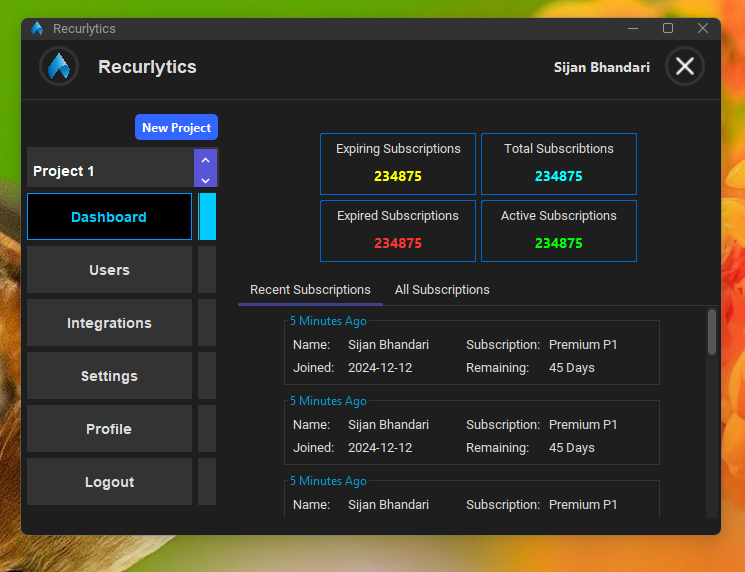 Recurlytics
Recurlytics
Sijan Bhandari
New Project
Project 1
Dashboard
Users
Integrations
Settings
Profile
Logout
Expiring Subscriptions
234875
Total Subscribtions
234875
Expired Subscriptions
234875
Active Subscriptions
234875
Recent Subscriptions All Subscriptions
5 Minutes Ago
Name: Sijan Bhandari Subscription: Premium P1
Joined: 2024-12-12 Remaining: 45 Days
5 Minutes Ago
Name: Sijan Bhandari Subscription: Premium P1
Joined: 2024-12-12 Remaining: 45 Days
5 Minutes Ago
Name: Sijan Bhandari Subscription: Premium P1